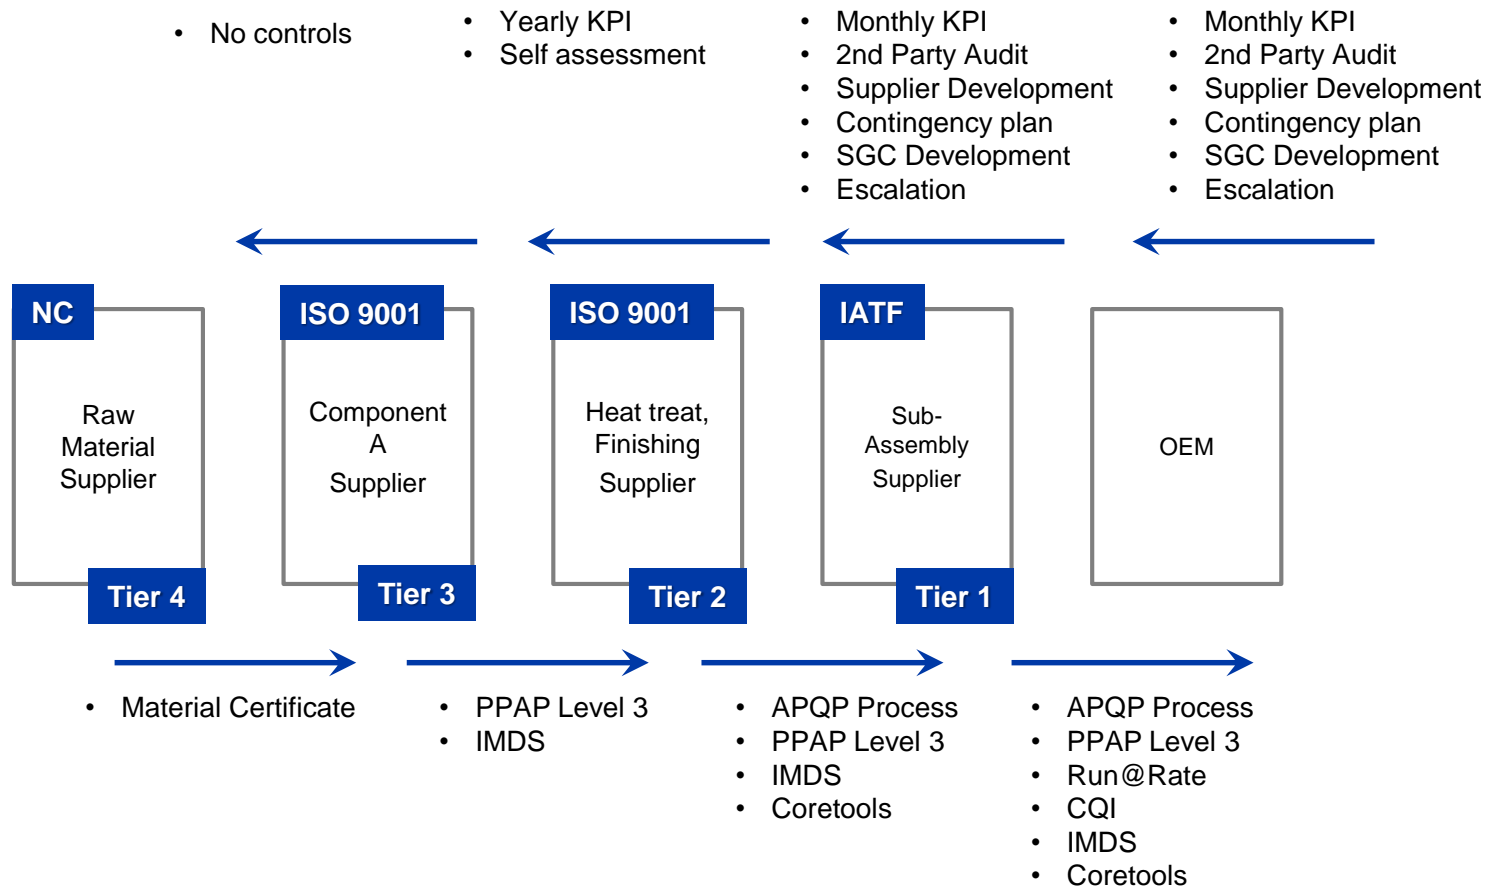 • No controls
• Yearly KPI
• Self assessment
• Monthly KPI
• 2nd Party Audit
• Supplier Development
• Contingency plan
• SGC Development
• Escalation
• Monthly KPI
• 2nd Party Audit
• Supplier Development
• Contingency plan
• SGC Development
• Escalation
NC
Raw
Material
Supplier
Tier 4
ISO 9001
Component
A
Supplier
Tier 3
ISO 9001
Heat treat,
Finishing
Supplier
Tier 2
IATF
Sub-
Assembly
Supplier
Tier 1
OEM
• Material Certificate
• PPAP Level 3
• IMDS
• APQP Process
• PPAP Level 3
• IMDS
• Coretools
• APQP Process
• PPAP Level 3
• Run@Rate
• CQI
• IMDS
• Coretools